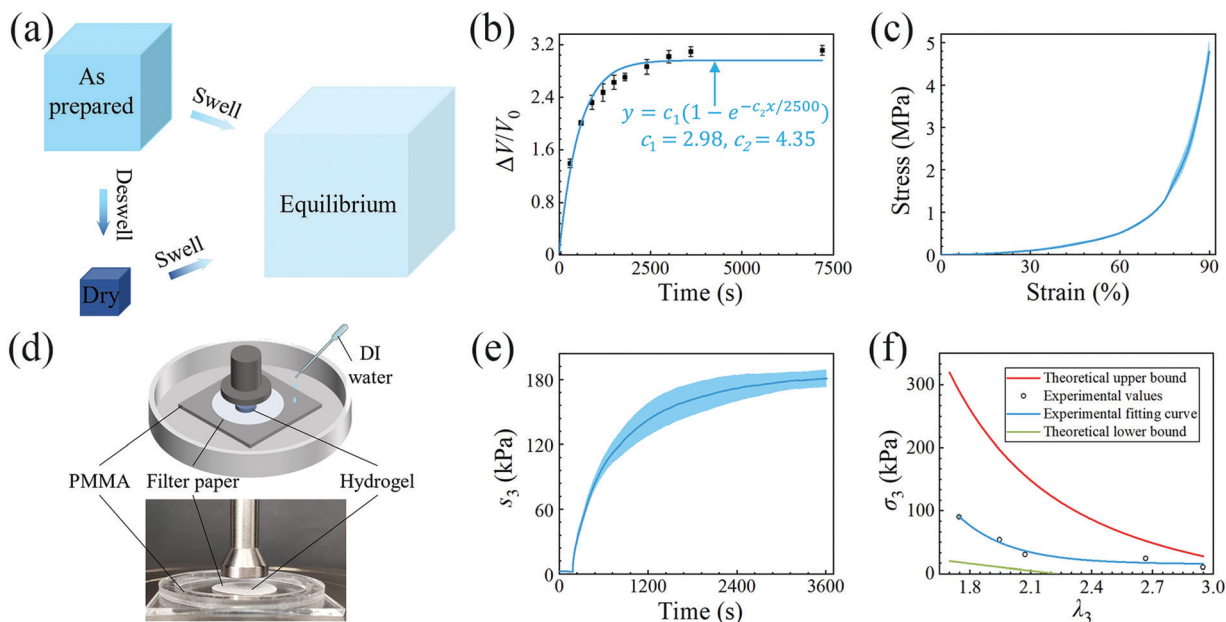 (a)
As
prepared
Swell
Deswell
Swell
Dry
Equilibrium
(b)
3.2
2.4
1.6
0.8
0
ΔV/V₀
y = c₁(1 − e^{−c₂x/2500})
c₁ = 2.98, c₂ = 4.35
0 2500 5000 7500
Time (s)
(c)
5
4
3
2
1
0
Stress (MPa)
0 30 60 90
Strain (%)
(d)
DI
water
PMMA Filter paper Hydrogel
(e)
180
120
60
0
s₃ (kPa)
0 1200 2400 3600
Time (s)
(f)
300
200
100
0
σ₃ (kPa)
Theoretical upper bound
Experimental values
Experimental fitting curve
Theoretical lower bound
1.8 2.1 2.4 2.7 3.0
λ₃